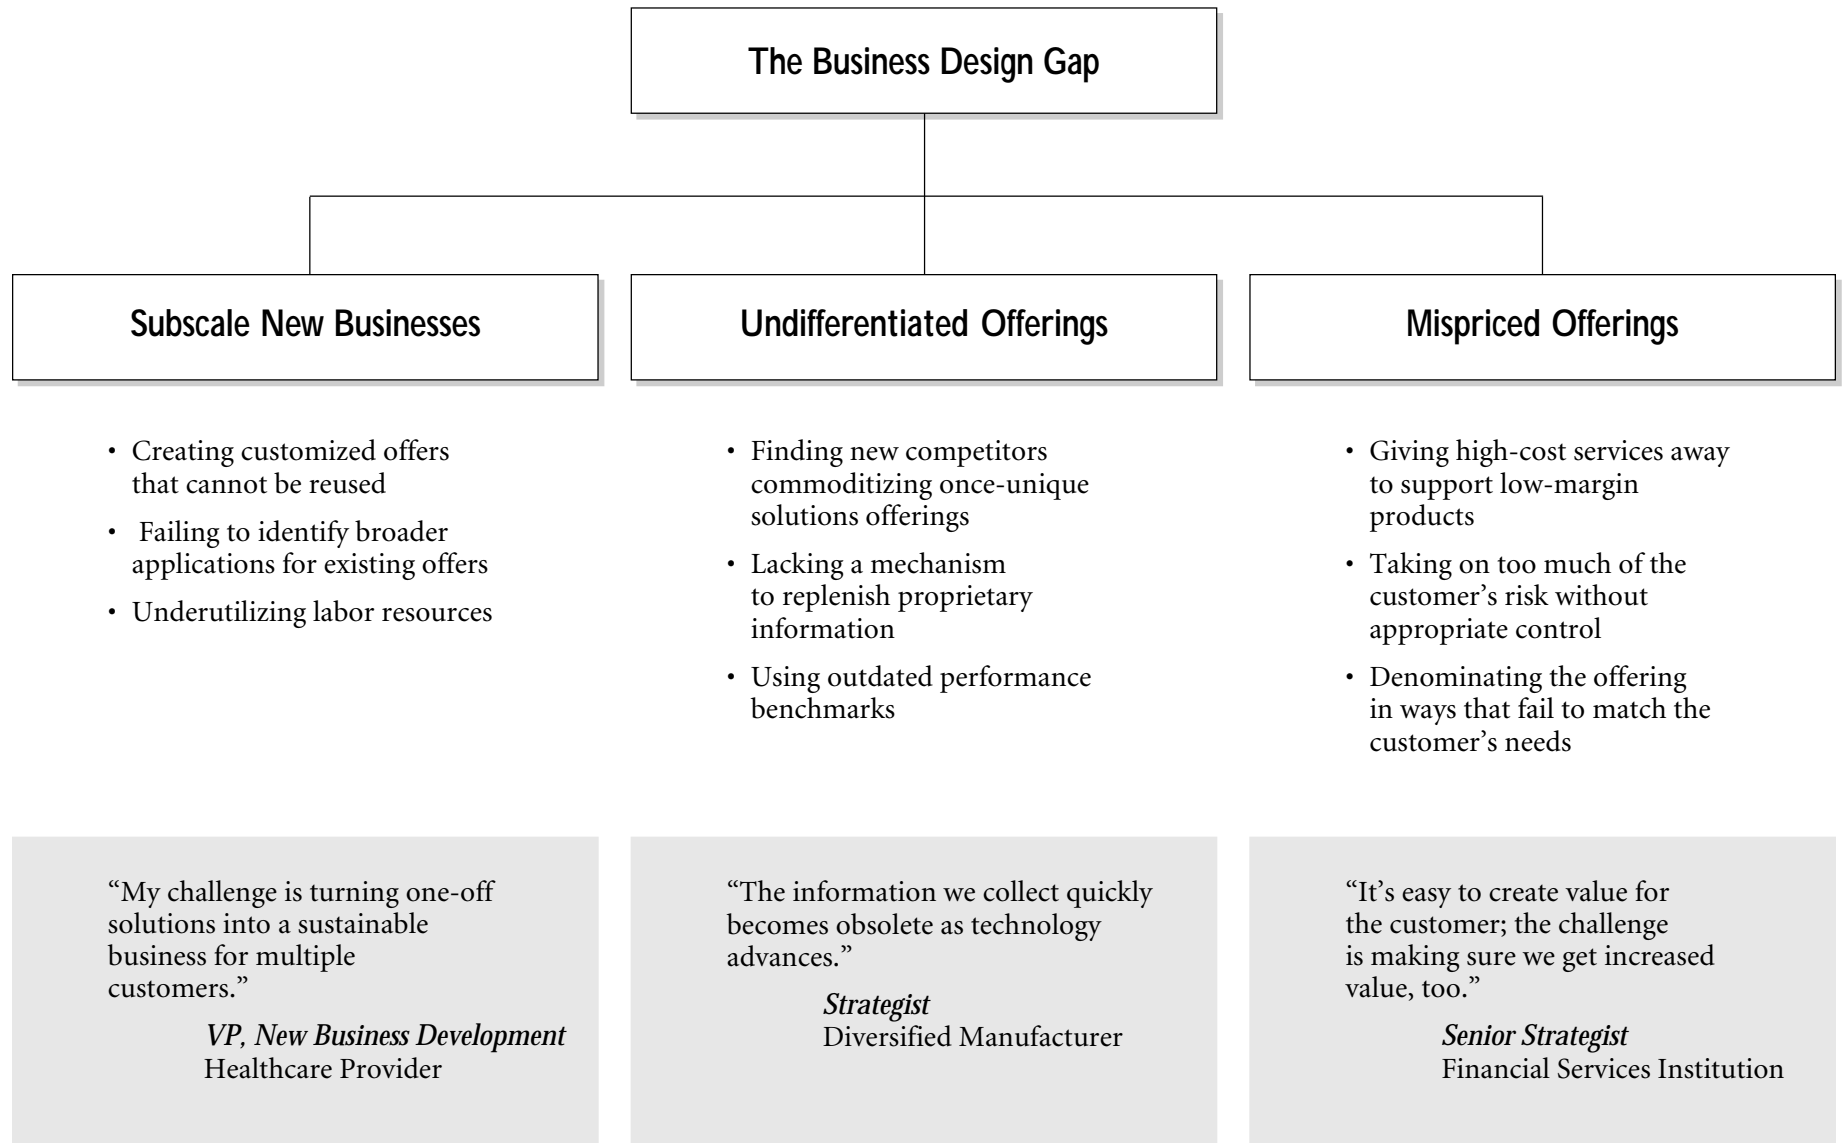 The Business Design Gap
Subscale New Businesses
• Creating customized offers
that cannot be reused
• Failing to identify broader
applications for existing offers
• Underutilizing labor resources
“My challenge is turning one-off
solutions into a sustainable
business for multiple
customers.”
VP, New Business Development
Healthcare Provider
Undifferentiated Offerings
• Finding new competitors
commoditizing once-unique
solutions offerings
• Lacking a mechanism
to replenish proprietary
information
• Using outdated performance
benchmarks
“The information we collect quickly
becomes obsolete as technology
advances.”
Strategist
Diversified Manufacturer
Mispriced Offerings
• Giving high-cost services away
to support low-margin
products
• Taking on too much of the
customer’s risk without
appropriate control
• Denominating the offering
in ways that fail to match the
customer’s needs
“It’s easy to create value for
the customer; the challenge
is making sure we get increased
value, too.”
Senior Strategist
Financial Services Institution